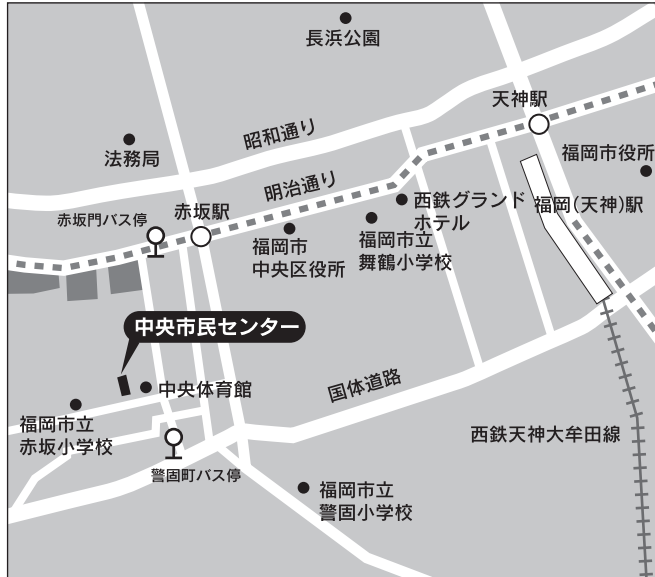 長浜公園
天神駅
昭和通り
法務局
福岡市役所
明治通り
西鉄グランド
ホテル
福岡(天神)駅
赤坂門バス停
赤坂駅
福岡市
中央区役所
福岡市立
舞鶴小学校
中央市民センター
中央体育館
国体道路
福岡市立
赤坂小学校
西鉄天神大牟田線
警固町バス停
福岡市立
警固小学校